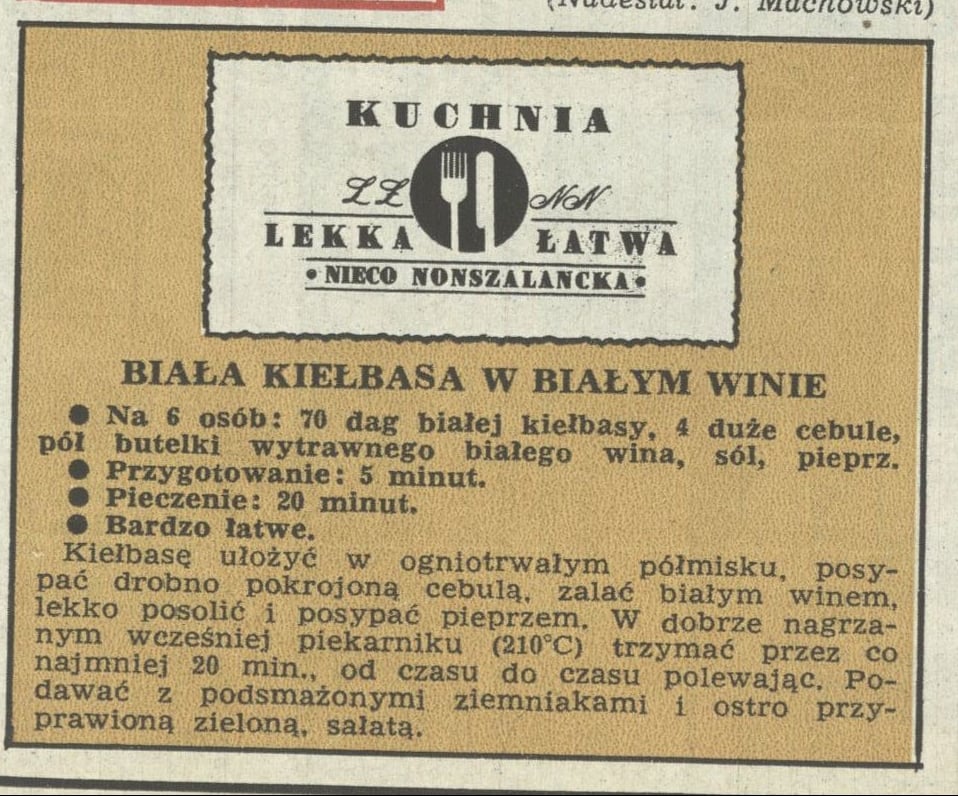 (Nadesłał: J. Machowski)
KUCHNIA
LŁ NN
LEKKA ŁATWA
• NIECO NONSZALANCKA •
BIAŁA KIEŁBASA W BIAŁYM WINIE
● Na 6 osób: 70 dag białej kiełbasy, 4 duże cebule,
pół butelki wytrawnego białego wina, sól, pieprz.
● Przygotowanie: 5 minut.
● Pieczenie: 20 minut.
● Bardzo łatwe.
Kiełbasę ułożyć w ogniotrwałym półmisku, posy-
pać drobno pokrojoną cebulą, zalać białym winem,
lekko posolić i posypać pieprzem. W dobrze nagrza-
nym wcześniej piekarniku (210°C) trzymać przez co
najmniej 20 min., od czasu do czasu polewając. Po-
dawać z podsmażonymi ziemniakami i ostro przy-
prawioną zieloną, sałatą.